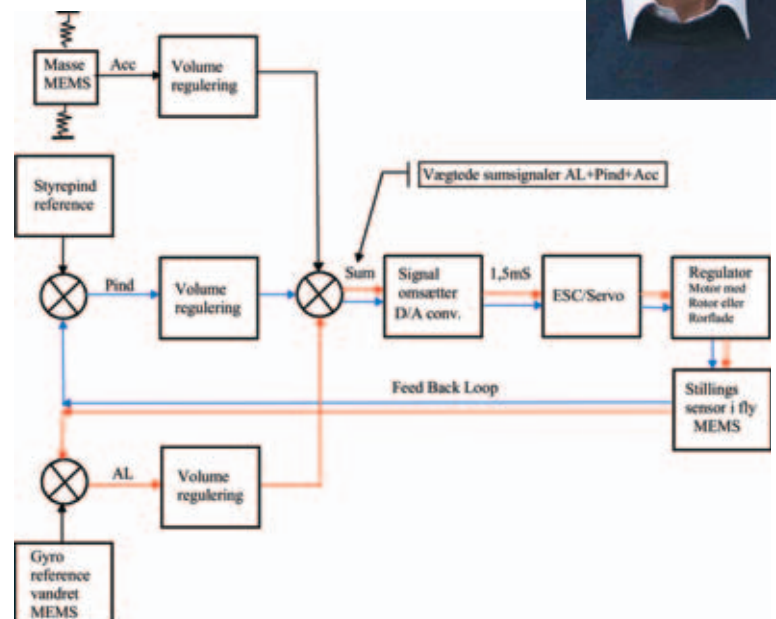 Masse
MEMS
Acc
Volume
regulering
Styrepind
reference
Vægtede sumsignaler AL+Pind+Acc
Pind
Volume
regulering
Sum
Signal
omsætter
D/A conv.
1,5mS
ESC/Servo
Regulator
Motor med
Rotor eller
Rorflade
Feed Back Loop
Stillings
sensor i fly
MEMS
AL
Volume
regulering
Gyro
reference
vandret
MEMS